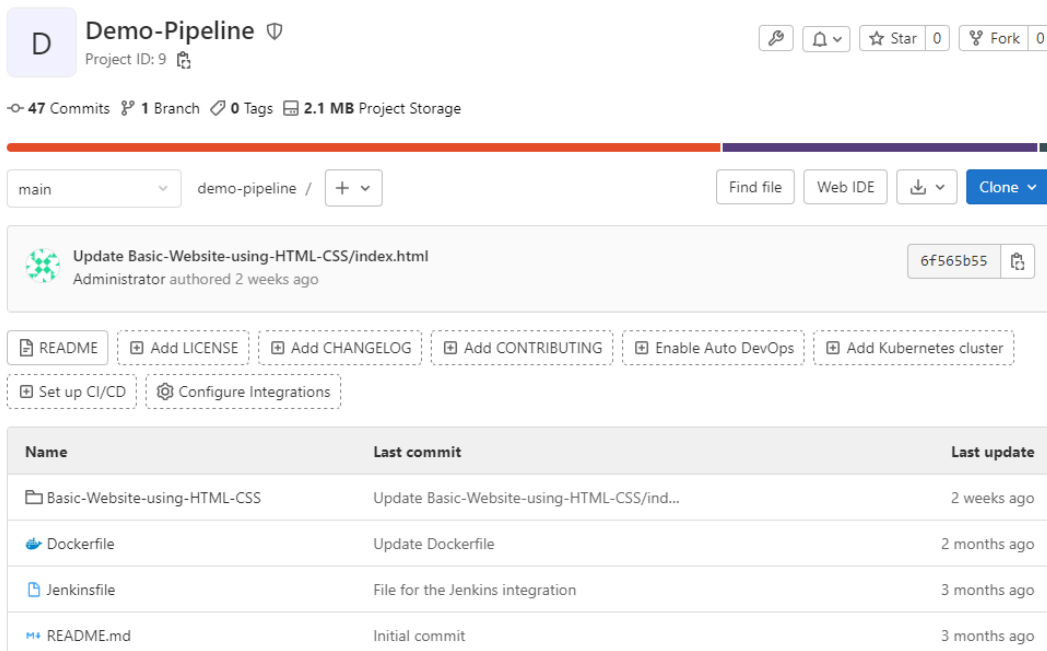 D
Demo-Pipeline
Project ID: 9
Star 0
Fork 0
47 Commits 1 Branch 0 Tags 2.1 MB Project Storage
main
demo-pipeline /
+
Find file
Web IDE
Clone
Update Basic-Website-using-HTML-CSS/index.html
Administrator authored 2 weeks ago
6f565b55
README
Add LICENSE
Add CHANGELOG
Add CONTRIBUTING
Enable Auto DevOps
Add Kubernetes cluster
Set up CI/CD
Configure Integrations
Name Last commit Last update
Basic-Website-using-HTML-CSS Update Basic-Website-using-HTML-CSS/ind... 2 weeks ago
Dockerfile Update Dockerfile 2 months ago
Jenkinsfile File for the Jenkins integration 3 months ago
M+ README.md Initial commit 3 months ago